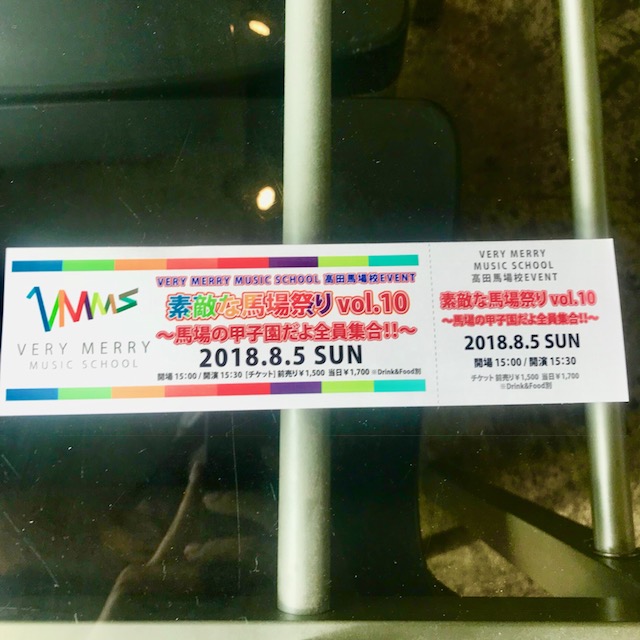 VMMS
VERY MERRY
MUSIC SCHOOL
VERY MERRY MUSIC SCHOOL 高田馬場校EVENT
素敵な馬場祭り vol.10
～馬場の甲子園だよ全員集合!!～
2018.8.5 SUN
開場 15:00 / 開演 15:30 [チケット] 前売り¥1,500 当日¥1,700 ※Drink&Food別
VERY MERRY
MUSIC SCHOOL
高田馬場校EVENT
素敵な馬場祭り vol.10
～馬場の甲子園だよ全員集合!!～
2018.8.5 SUN
開場 15:00 / 開演 15:30
チケット 前売り¥1,500 当日¥1,700
※Drink&Food別